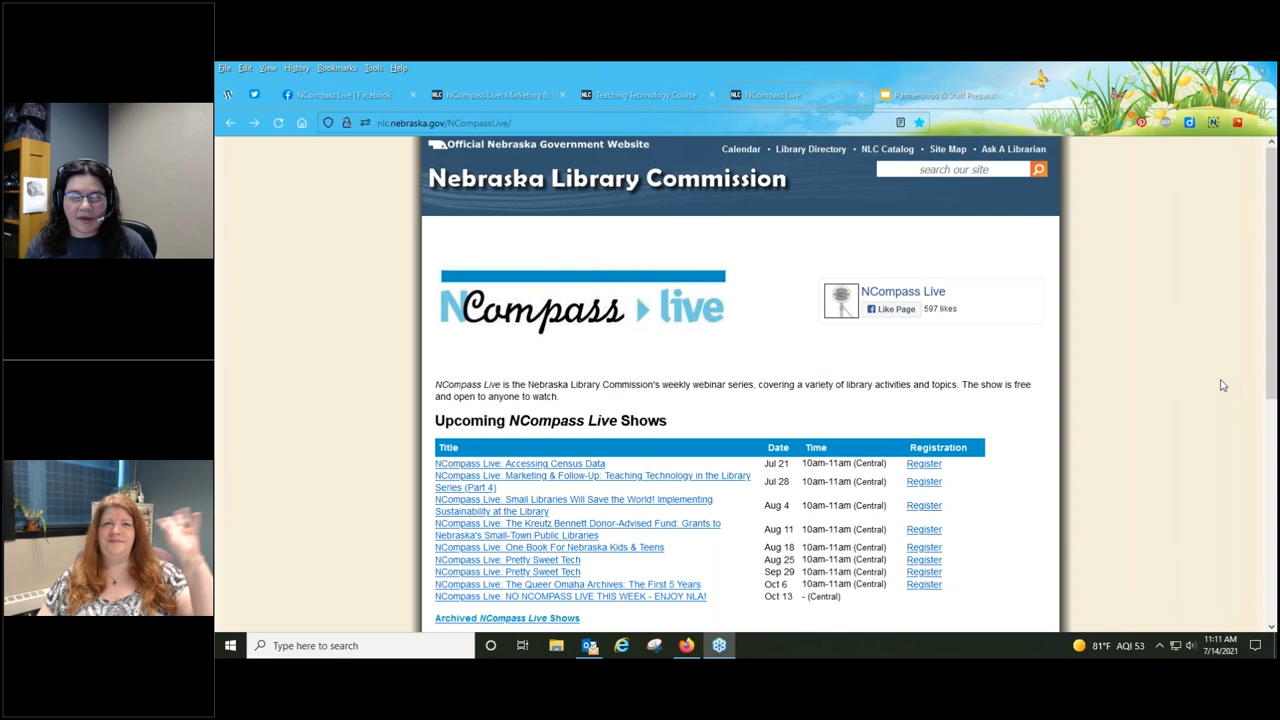 File Edit View History Bookmarks Tools Help
NCompass Live | Facebook
NCompass Live: Marketing &
Teaching Technology Course
NCompass Live
Partnerships & Staff Preparati
nlc.nebraska.gov/NCompassLive/
Official Nebraska Government Website
Calendar • Library Directory • NLC Catalog • Site Map • Ask A Librarian
Nebraska Library Commission
search our site
NCompass live
NCompass Live
Like Page 597 likes
NCompass Live is the Nebraska Library Commission's weekly webinar series, covering a variety of library activities and topics. The show is free
and open to anyone to watch.
Upcoming NCompass Live Shows
Title Date Time Registration
NCompass Live: Accessing Census Data Jul 21 10am-11am (Central) Register
NCompass Live: Marketing & Follow-Up: Teaching Technology in the Library
Series (Part 4) Jul 28 10am-11am (Central) Register
NCompass Live: Small Libraries Will Save the World! Implementing
Sustainability at the Library Aug 4 10am-11am (Central) Register
NCompass Live: The Kreutz Bennett Donor-Advised Fund: Grants to
Nebraska's Small-Town Public Libraries Aug 11 10am-11am (Central) Register
NCompass Live: One Book For Nebraska Kids & Teens Aug 18 10am-11am (Central) Register
NCompass Live: Pretty Sweet Tech Aug 25 10am-11am (Central) Register
NCompass Live: Pretty Sweet Tech Sep 29 10am-11am (Central) Register
NCompass Live: The Queer Omaha Archives: The First 5 Years Oct 6 10am-11am (Central) Register
NCompass Live: NO NCOMPASS LIVE THIS WEEK - ENJOY NLA! Oct 13 - (Central)
Archived NCompass Live Shows
Type here to search
81°F AQI 53
11:11 AM
7/14/2021